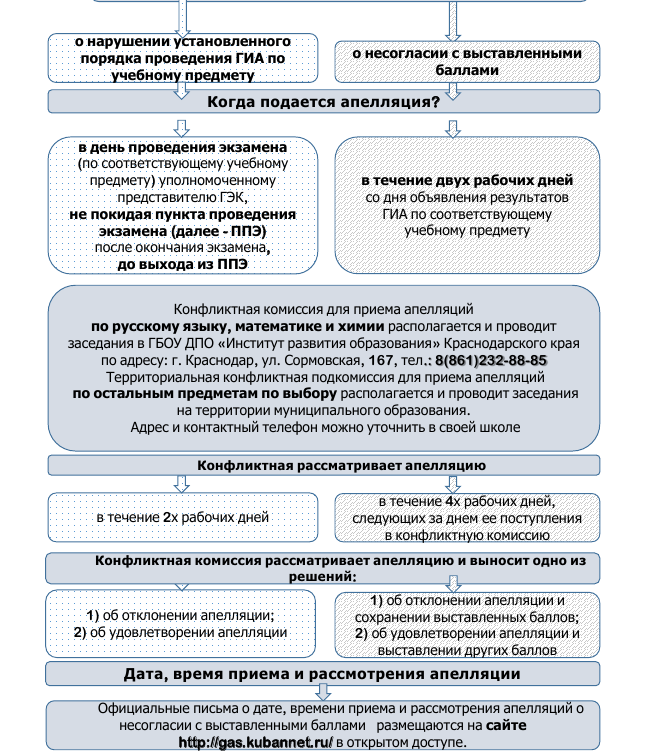 о нарушении установленного
порядка проведения ГИА по
учебному предмету
о несогласии с выставленными
баллами
Когда подается апелляция?
в день проведения экзамена
(по соответствующему учебному
предмету) уполномоченному
представителю ГЭК,
не покидая пункта проведения
экзамена (далее - ППЭ)
после окончания экзамена,
до выхода из ППЭ
в течение двух рабочих дней
со дня объявления результатов
ГИА по соответствующему
учебному предмету
Конфликтная комиссия для приема апелляций
по русскому языку, математике и химии располагается и проводит
заседания в ГБОУ ДПО «Институт развития образования» Краснодарского края
по адресу: г. Краснодар, ул. Сормовская, 167, тел.: 8(861)232-88-85
Территориальная конфликтная подкомиссия для приема апелляций
по остальным предметам по выбору располагается и проводит заседания
на территории муниципального образования.
Адрес и контактный телефон можно уточнить в своей школе
Конфликтная рассматривает апелляцию
в течение 2х рабочих дней
в течение 4х рабочих дней,
следующих за днем ее поступления
в конфликтную комиссию
Конфликтная комиссия рассматривает апелляцию и выносит одно из
решений:
1) об отклонении апелляции;
2) об удовлетворении апелляции
1) об отклонении апелляции и
сохранении выставленных баллов;
2) об удовлетворении апелляции и
выставлении других баллов
Дата, время приема и рассмотрения апелляции
Официальные письма о дате, времени приема и рассмотрения апелляций о
несогласии с выставленными баллами размещаются на сайте
http://gas.kubannet.ru/ в открытом доступе.